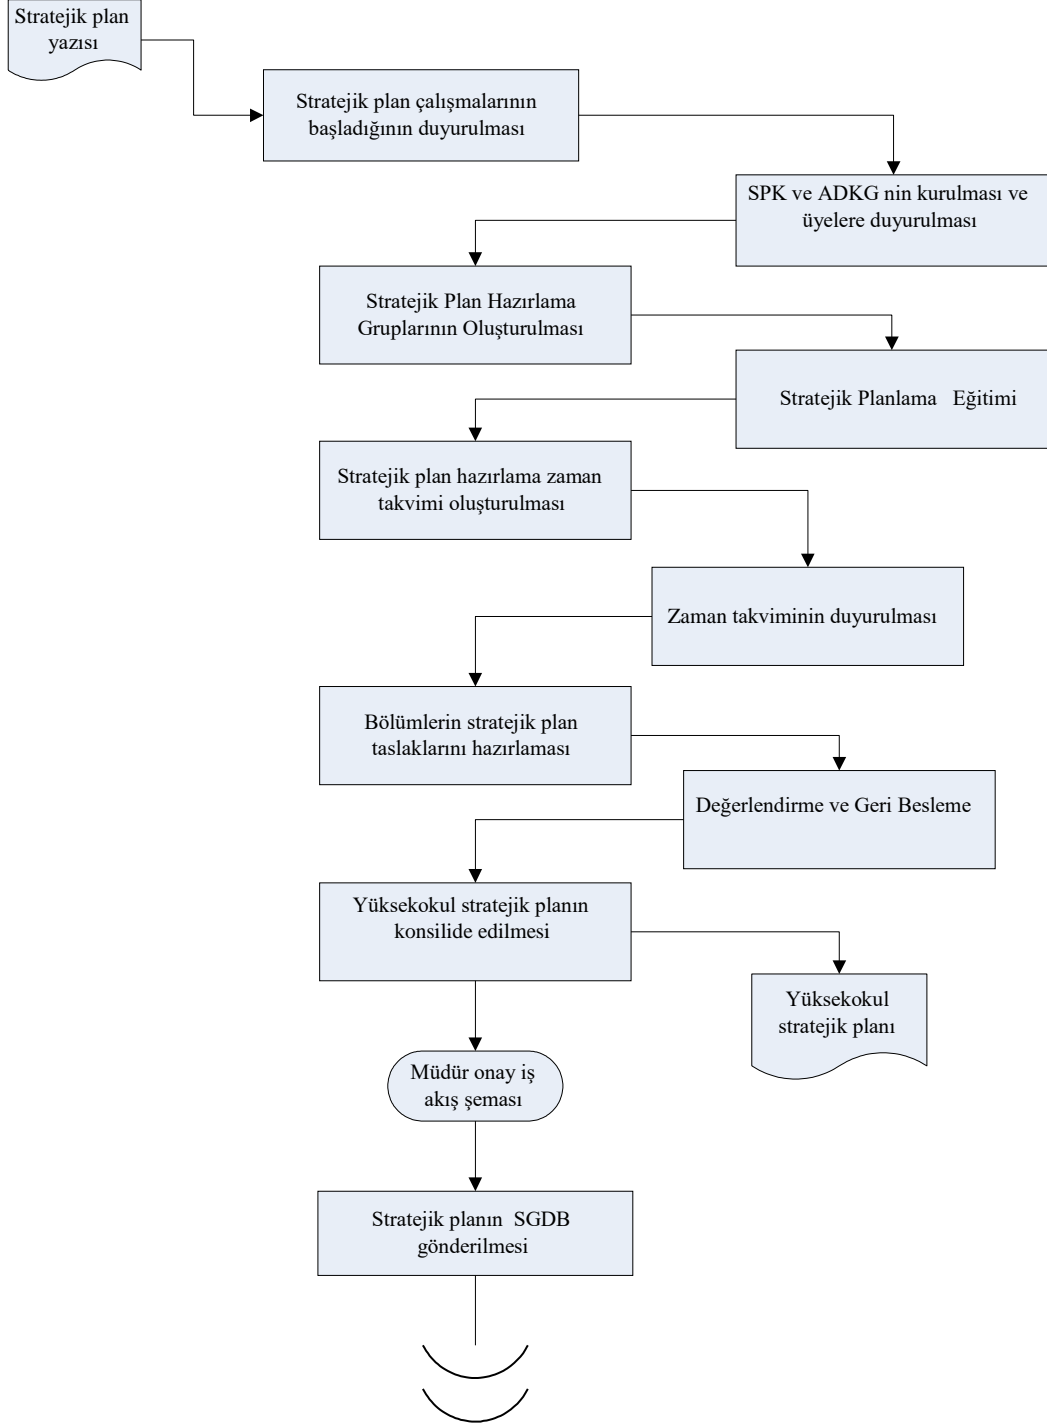 Stratejik plan
yazısı
Stratejik plan çalışmalarının
başladığının duyurulması
SPK ve ADKG nin kurulması ve
üyelere duyurulması
Stratejik Plan Hazırlama
Gruplarının Oluşturulması
Stratejik Planlama Eğitimi
Stratejik plan hazırlama zaman
takvimi oluşturulması
Zaman takviminin duyurulması
Bölümlerin stratejik plan
taslaklarını hazırlaması
Değerlendirme ve Geri Besleme
Yüksekokul stratejik planın
konsilide edilmesi
Yüksekokul
stratejik planı
Müdür onay iş
akış şeması
Stratejik planın SGDB
gönderilmesi